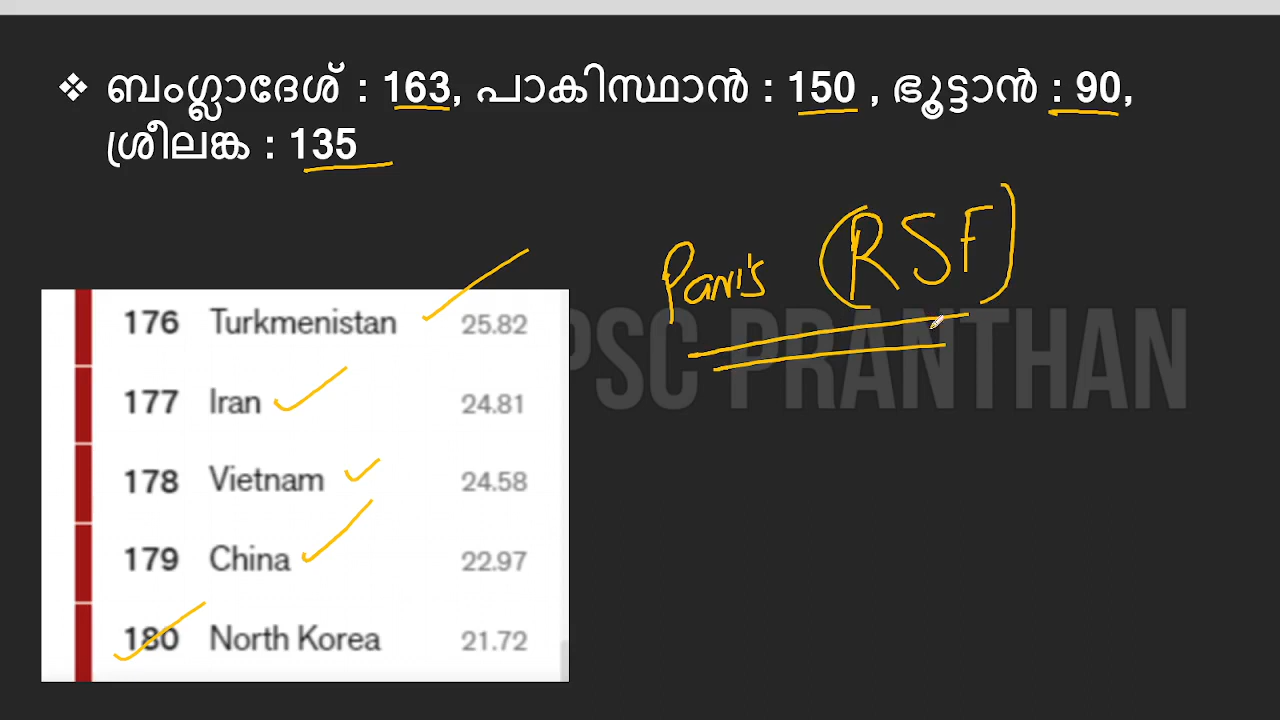 ❖ ബംഗ്ലാദേശ് : 163, പാകിസ്ഥാൻ : 150 , ഭൂട്ടാൻ : 90,
ശ്രീലങ്ക : 135
Paris (RSF)
PSC PRANTHAN
176 Turkmenistan 25.82
177 Iran 24.81
178 Vietnam 24.58
179 China 22.97
180 North Korea 21.72